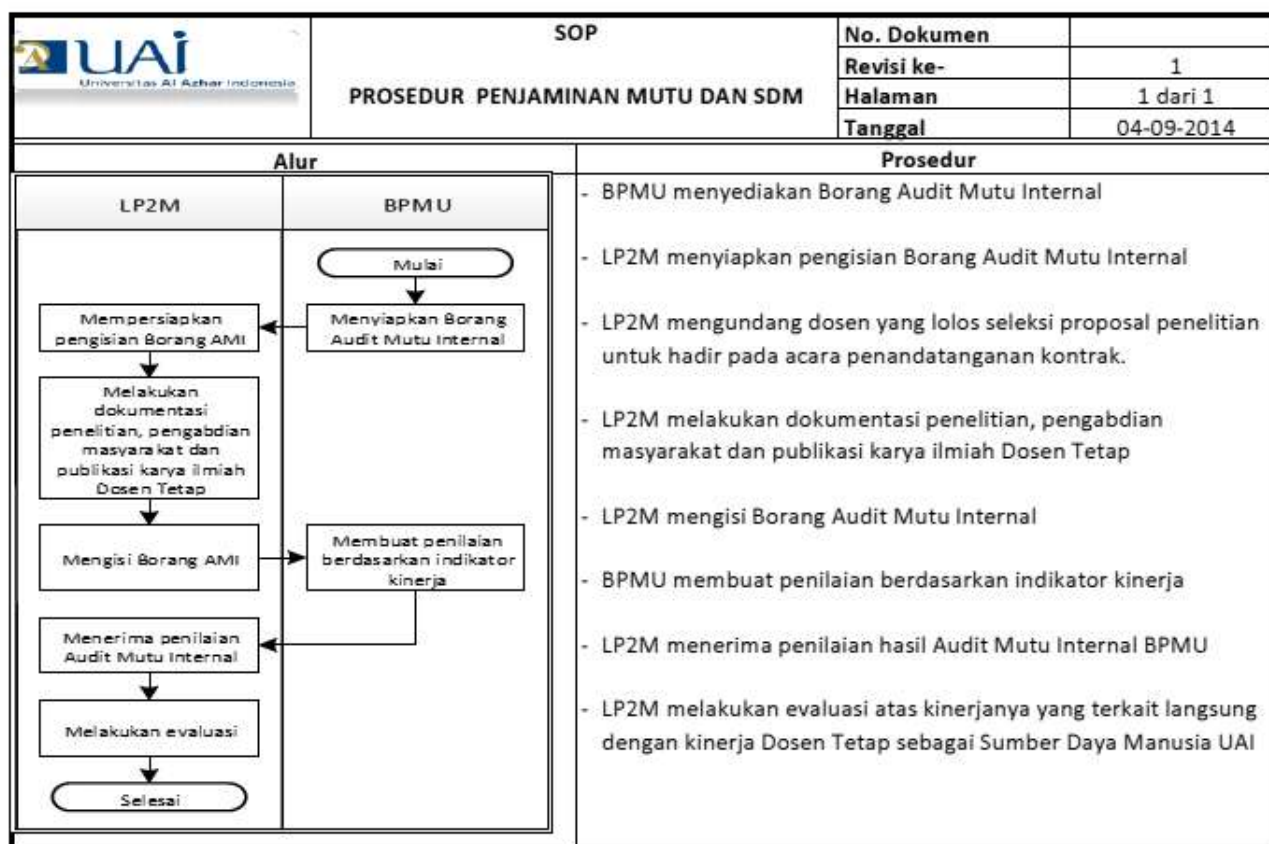 UAI
Universitas Al Azhar Indonesia
SOP
PROSEDUR PENJAMINAN MUTU DAN SDM
No. Dokumen
Revisi ke- 1
Halaman 1 dari 1
Tanggal 04-09-2014
Alur
Prosedur
LP2M
BPMU
Mulai
Menyiapkan Borang
Audit Mutu Internal
Mempersiapkan
pengisian Borang AMI
Melakukan
dokumentasi
penelitian, pengabdian
masyarakat dan
publikasi karya ilmiah
Dosen Tetap
Mengisi Borang AMI
Membuat penilaian
berdasarkan indikator
kinerja
Menerima penilaian
Audit Mutu Internal
Melakukan evaluasi
Selesai
- BPMU menyediakan Borang Audit Mutu Internal
- LP2M menyiapkan pengisian Borang Audit Mutu Internal
- LP2M mengundang dosen yang lolos seleksi proposal penelitian
untuk hadir pada acara penandatanganan kontrak.
- LP2M melakukan dokumentasi penelitian, pengabdian
masyarakat dan publikasi karya ilmiah Dosen Tetap
- LP2M mengisi Borang Audit Mutu Internal
- BPMU membuat penilaian berdasarkan indikator kinerja
- LP2M menerima penilaian hasil Audit Mutu Internal BPMU
- LP2M melakukan evaluasi atas kinerjanya yang terkait langsung
dengan kinerja Dosen Tetap sebagai Sumber Daya Manusia UAI